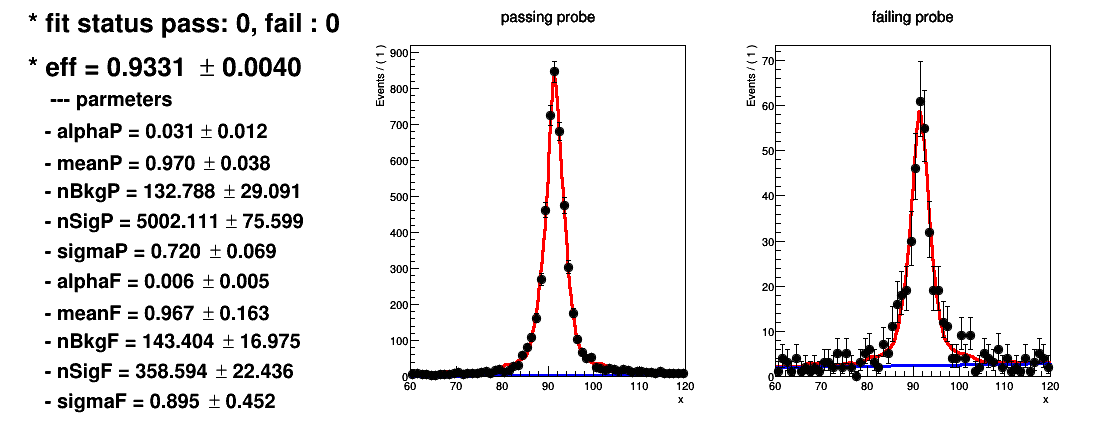 * fit status pass: 0, fail : 0
* eff = 0.9331 ± 0.0040
--- parmeters
- alphaP = 0.031 ± 0.012
- meanP = 0.970 ± 0.038
- nBkgP = 132.788 ± 29.091
- nSigP = 5002.111 ± 75.599
- sigmaP = 0.720 ± 0.069
- alphaF = 0.006 ± 0.005
- meanF = 0.967 ± 0.163
- nBkgF = 143.404 ± 16.975
- nSigF = 358.594 ± 22.436
- sigmaF = 0.895 ± 0.452
passing probe
Events / ( 1 )
900
800
700
600
500
400
300
200
100
0
60 70 80 90 100 110 120
x
failing probe
Events / ( 1 )
70
60
50
40
30
20
10
0
60 70 80 90 100 110 120
x